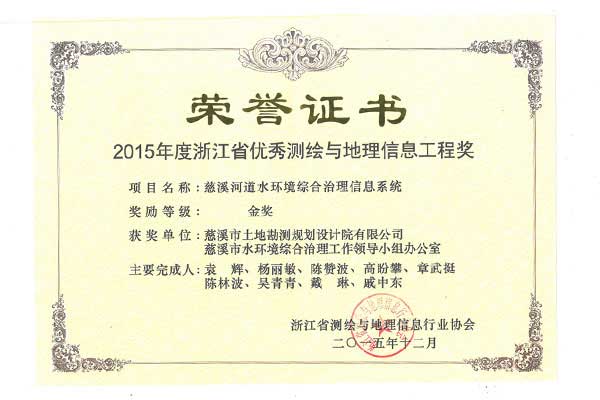 荣誉证书
2015年度浙江省优秀测绘与地理信息工程奖
项目名称：慈溪河道水环境综合治理信息系统
奖励等级： 金奖
获奖单位：慈溪市土地勘测规划设计院有限公司
慈溪市水环境综合治理工作领导小组办公室
主要完成人：袁 辉、杨丽敏、陈赞波、高盼攀、章武挺
陈林波、吴青青、戴 琳、戚中东
浙江省测绘与地理信息行业协会
二〇一五年十二月